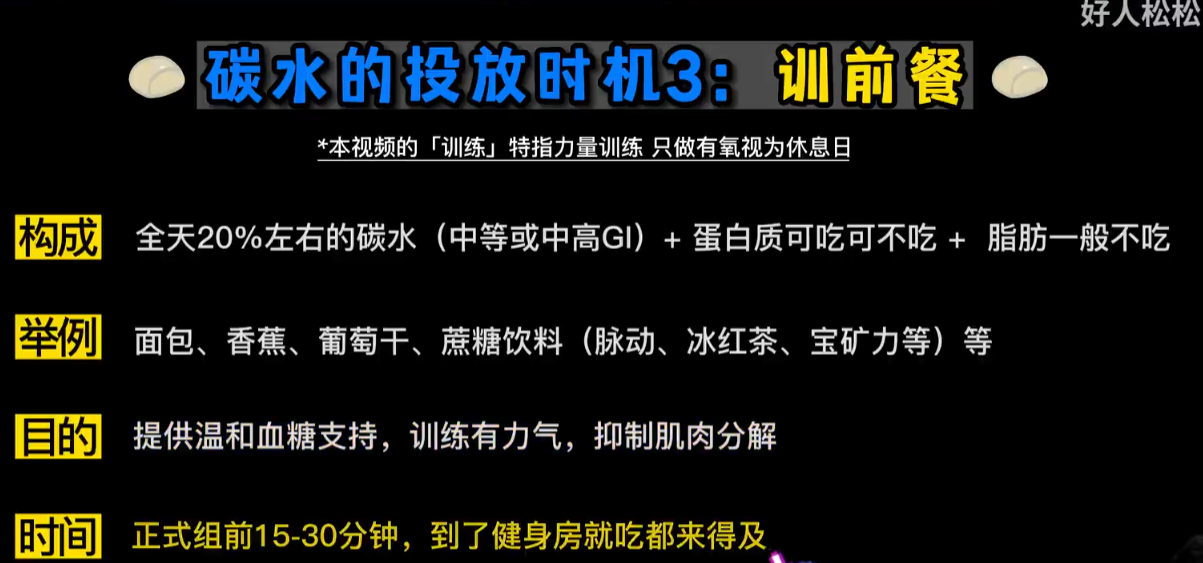 好人松松
碳水的投放时机3：训前餐
*本视频的「训练」特指力量训练 只做有氧视为休息日
构成 全天20%左右的碳水（中等或中高GI）+ 蛋白质可吃可不吃 + 脂肪一般不吃
举例 面包、香蕉、葡萄干、蔗糖饮料（脉动、冰红茶、宝矿力等）等
目的 提供温和血糖支持，训练有力气，抑制肌肉分解
时间 正式组前15-30分钟，到了健身房就吃都来得及